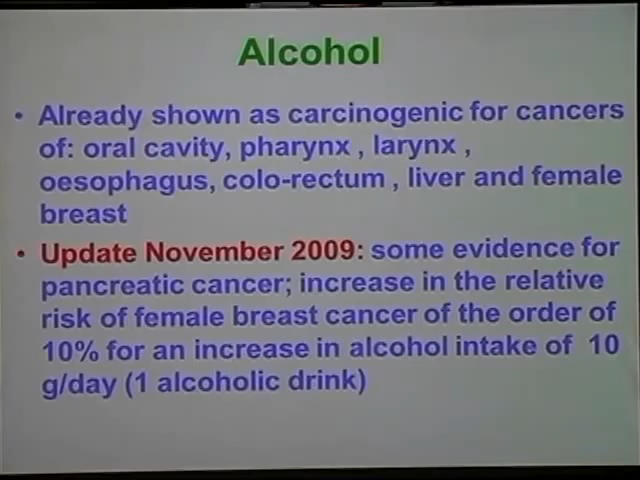 Alcohol
• Already shown as carcinogenic for cancers
of: oral cavity, pharynx , larynx ,
oesophagus, colo-rectum , liver and female
breast
• Update November 2009: some evidence for
pancreatic cancer; increase in the relative
risk of female breast cancer of the order of
10% for an increase in alcohol intake of 10
g/day (1 alcoholic drink)